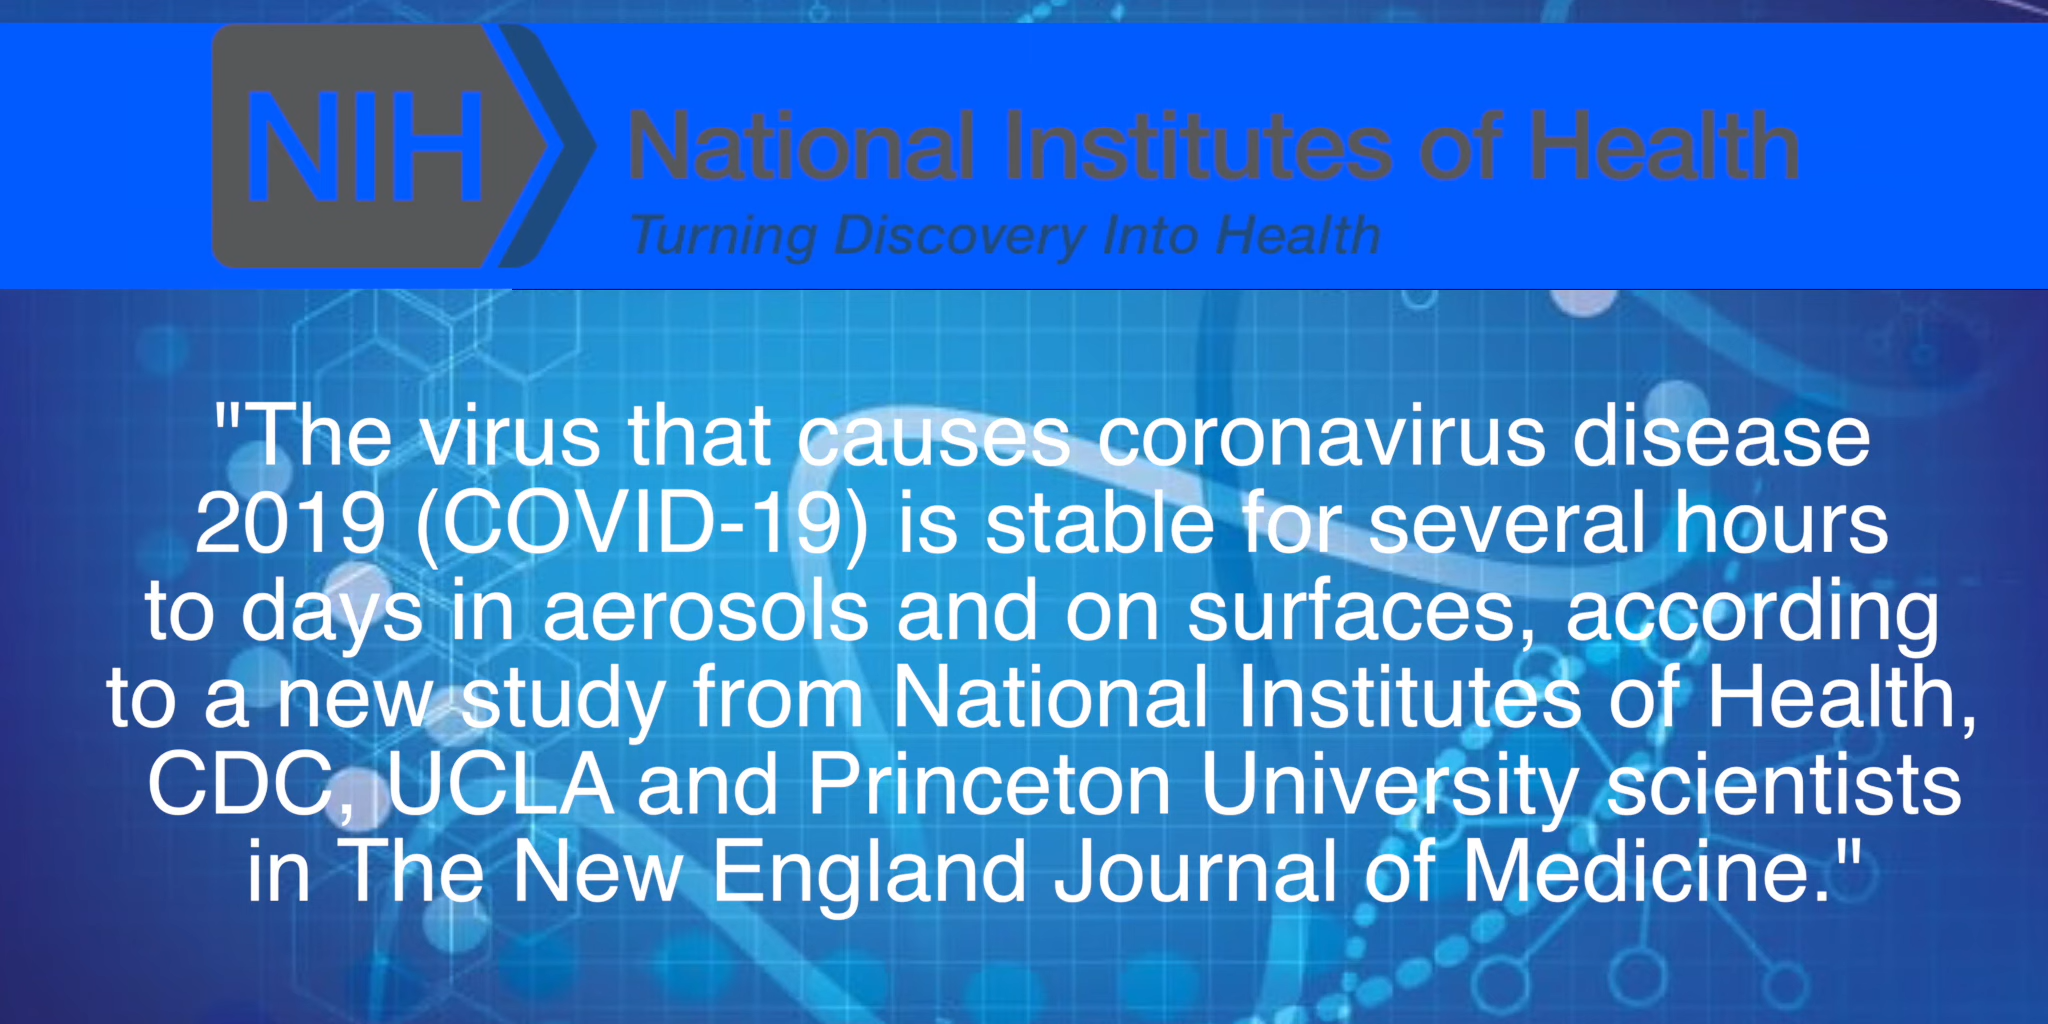 NIH
National Institutes of Health
Turning Discovery Into Health
"The virus that causes coronavirus disease
2019 (COVID-19) is stable for several hours
to days in aerosols and on surfaces, according
to a new study from National Institutes of Health,
CDC, UCLA and Princeton University scientists
in The New England Journal of Medicine."